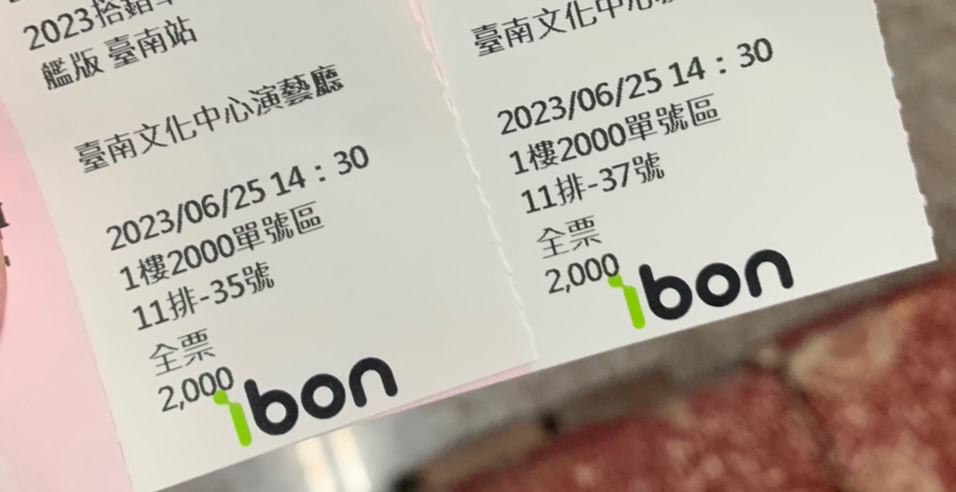 2023拾
艦版 臺南站
臺南文化中心演藝廳
2023/06/25 14：30
1樓2000單號區
11排-35號
全票
2,000
ibon
臺南文化中心
2023/06/25 14：30
1樓2000單號區
11排-37號
全票
2,000
ibon